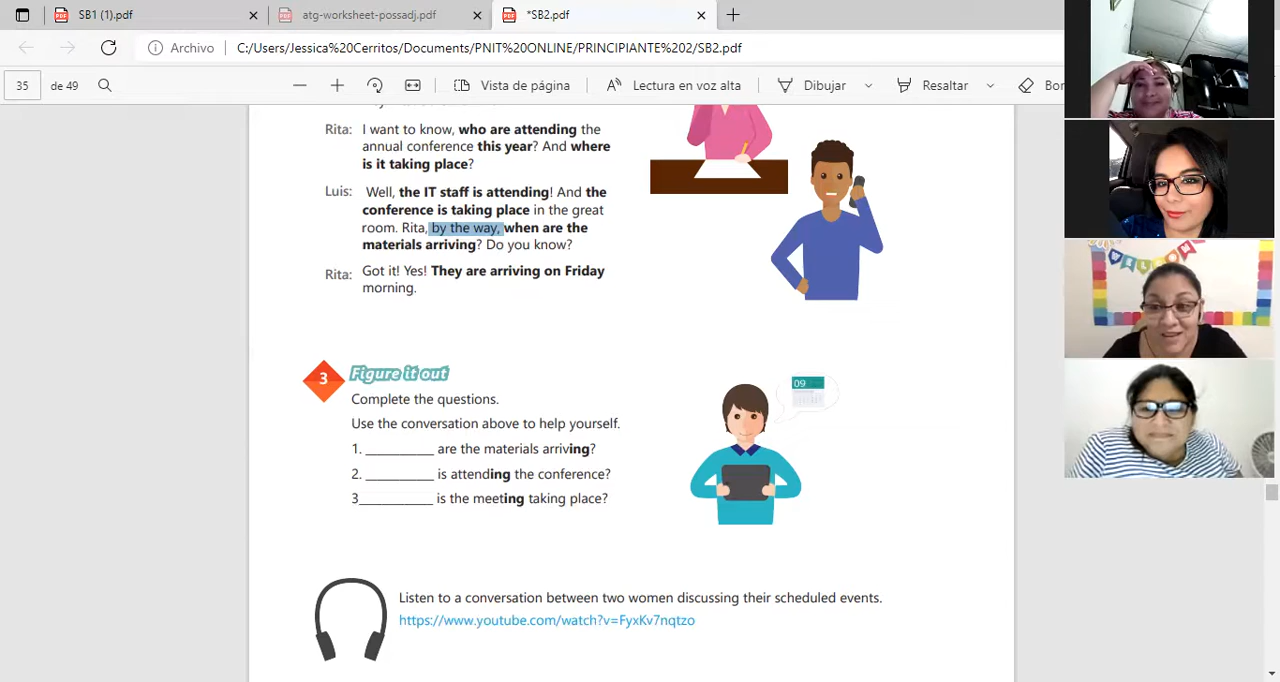 SB1 (1).pdf
atg-worksheet-possadj.pdf
*SB2.pdf
Archivo
C:/Users/Jessica%20Cerritos/Documents/PNIT%20ONLINE/PRINCIPIANTE%202/SB2.pdf
35
de 49
Vista de página
Lectura en voz alta
Dibujar
Resaltar
Rita: I want to know, who are attending the
annual conference this year? And where
is it taking place?
Luis: Well, the IT staff is attending! And the
conference is taking place in the great
room. Rita, by the way, when are the
materials arriving? Do you know?
Rita: Got it! Yes! They are arriving on Friday
morning.
3
Figure it out
Complete the questions.
Use the conversation above to help yourself.
1. __________ are the materials arriving?
2. __________ is attending the conference?
3___________ is the meeting taking place?
09
Listen to a conversation between two women discussing their scheduled events.
https://www.youtube.com/watch?v=FyxKv7nqtzo